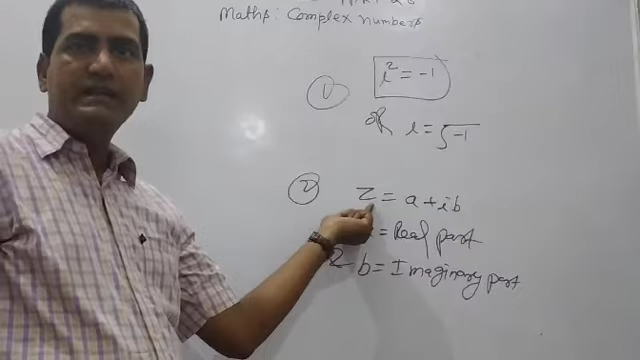 Maths: Complex numbers
1 i² = -1
or i = √-1
2 z = a + ib
= Real part
& b = Imaginary part